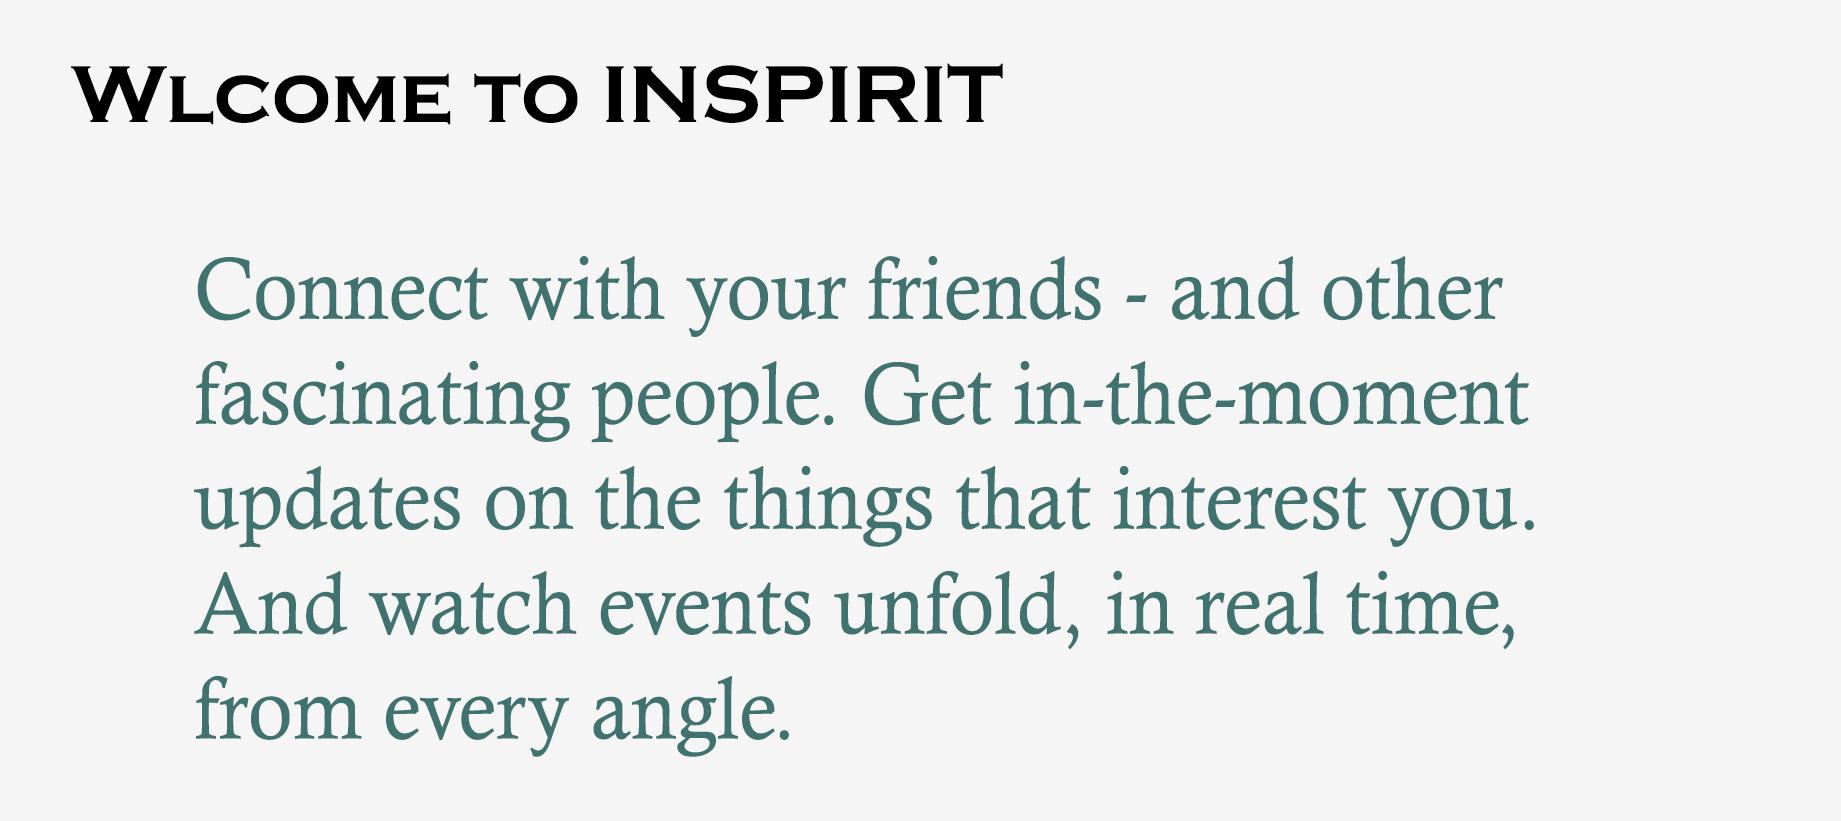 Wlcome to INSPIRIT
Connect with your friends - and other
fascinating people. Get in-the-moment
updates on the things that interest you.
And watch events unfold, in real time,
from every angle.